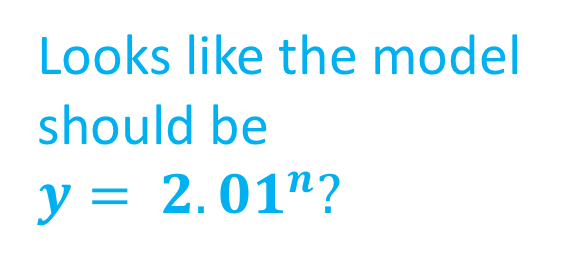 Looks like the model
should be
y = 2.01ⁿ?